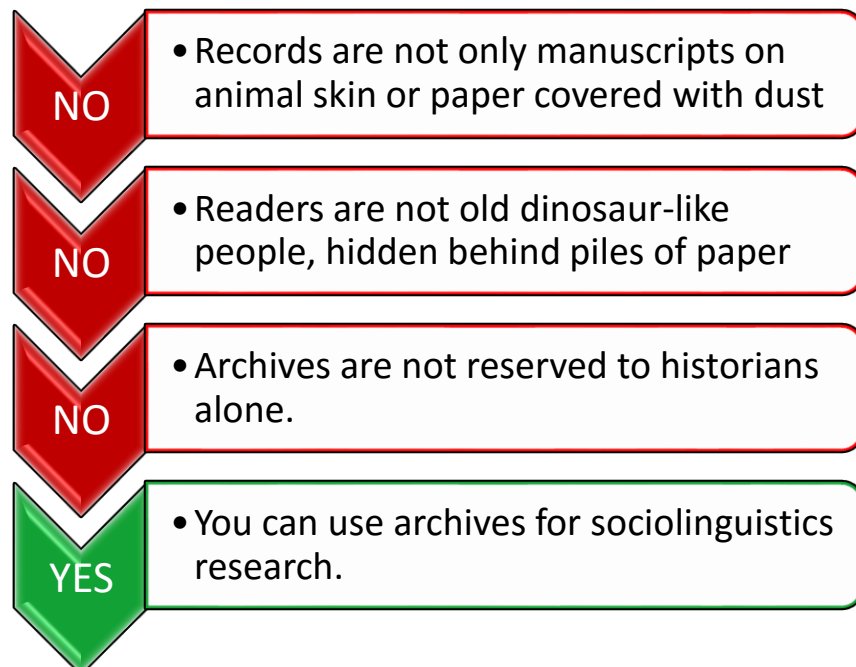 NO
• Records are not only manuscripts on
animal skin or paper covered with dust
NO
• Readers are not old dinosaur-like
people, hidden behind piles of paper
NO
• Archives are not reserved to historians
alone.
YES
• You can use archives for sociolinguistics
research.